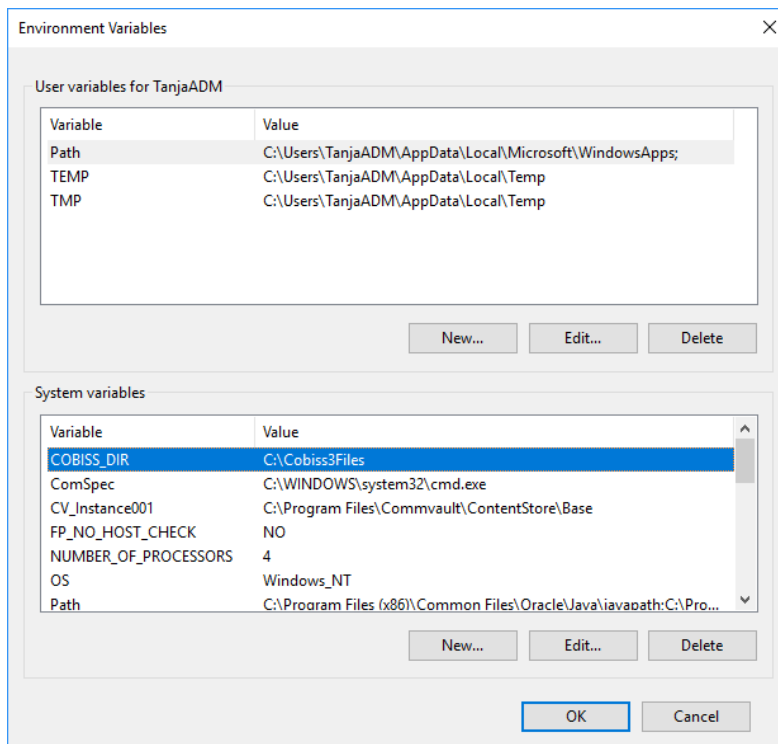 Environment Variables
User variables for TanjaADM
Variable Value
Path C:\Users\TanjaADM\AppData\Local\Microsoft\WindowsApps;
TEMP C:\Users\TanjaADM\AppData\Local\Temp
TMP C:\Users\TanjaADM\AppData\Local\Temp
New... Edit... Delete
System variables
Variable Value
COBISS_DIR C:\Cobiss3Files
ComSpec C:\WINDOWS\system32\cmd.exe
CV_Instance001 C:\Program Files\Commvault\ContentStore\Base
FP_NO_HOST_CHECK NO
NUMBER_OF_PROCESSORS 4
OS Windows_NT
Path C:\Program Files (x86)\Common Files\Oracle\Java\javapath;C:\Pro...
New... Edit... Delete
OK Cancel